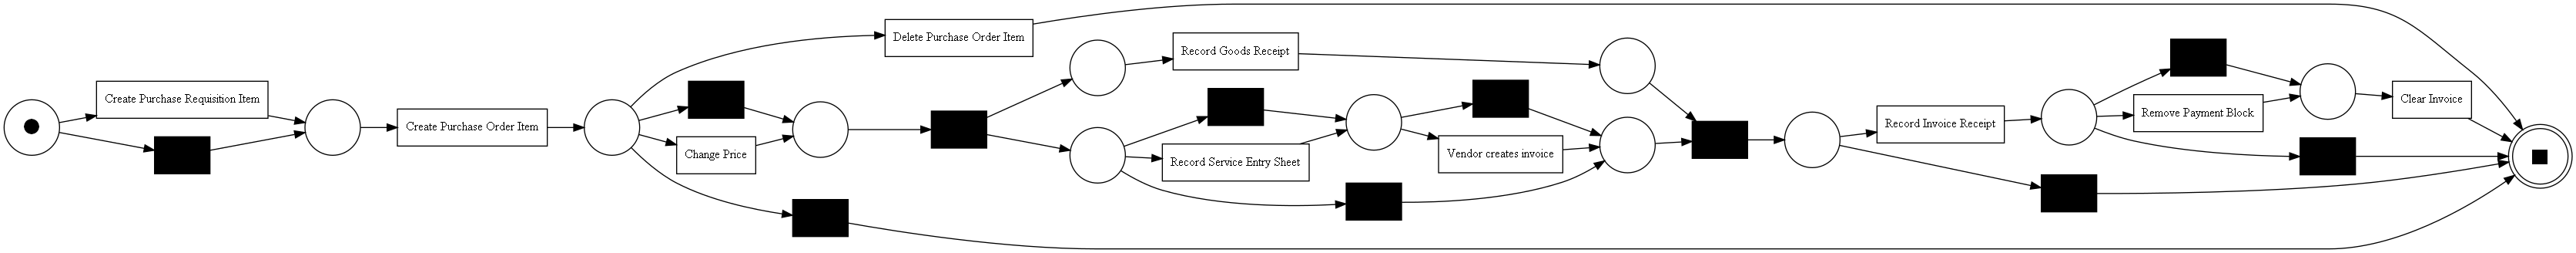 Create Purchase Requisition Item
Create Purchase Order Item
Delete Purchase Order Item
Change Price
Record Goods Receipt
Record Service Entry Sheet
Vendor creates invoice
Record Invoice Receipt
Remove Payment Block
Clear Invoice